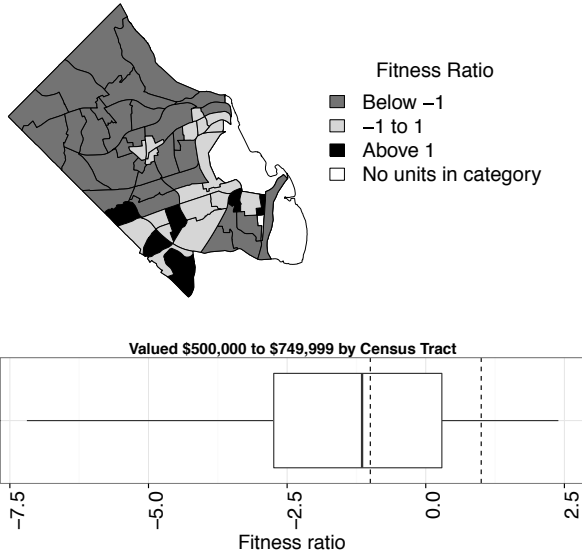 Fitness Ratio
Below −1
−1 to 1
Above 1
No units in category
Valued $500,000 to $749,999 by Census Tract
−7.5
−5.0
−2.5
0.0
2.5
Fitness ratio